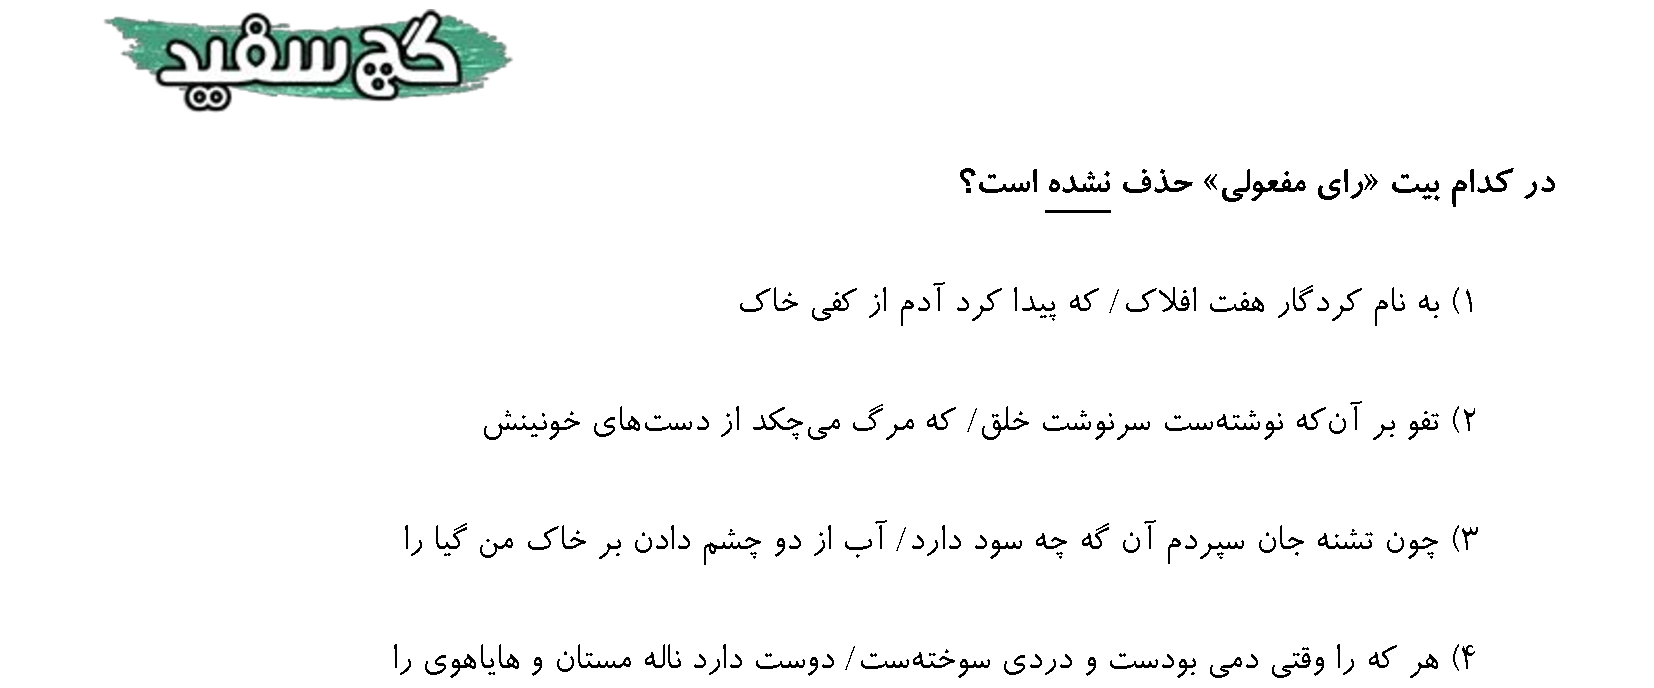 گچ سفید
در کدام بیت «رای مفعولی» حذف نشده است؟
۱) به نام کردگار هفت افلاک/ که پیدا کرد آدم از کفی خاک
۲) تفو بر آن‌که نوشته‌ست سرنوشت خلق/ که مرگ می‌چکد از دست‌های خونینش
۳) چون تشنه جان سپردم آن گه چه سود دارد/ آب از دو چشم دادن بر خاک من گیا را
۴) هر که را وقتی دمی بودست و دردی سوخته‌ست/ دوست دارد ناله مستان و هایاهوی را